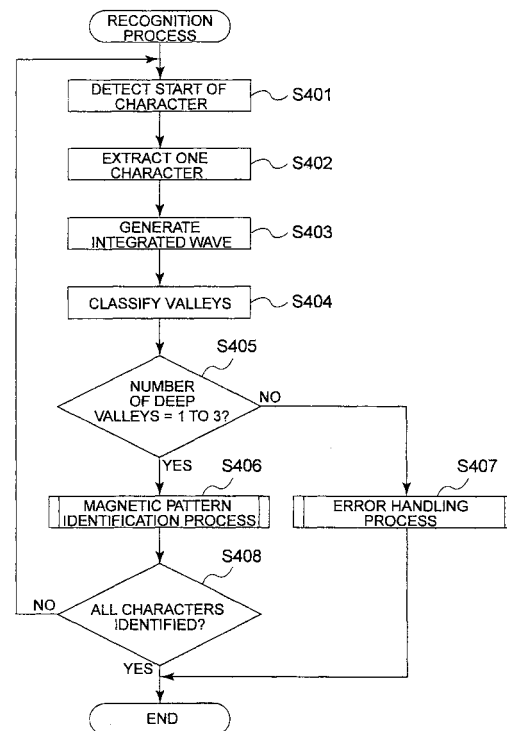 RECOGNITION
PROCESS
DETECT START OF
CHARACTER
S401
EXTRACT ONE
CHARACTER
S402
GENERATE
INTEGRATED WAVE
S403
CLASSIFY VALLEYS
S404
S405
NUMBER
OF DEEP
VALLEYS = 1 TO 3?
NO
YES
S406
MAGNETIC PATTERN
IDENTIFICATION PROCESS
S407
ERROR HANDLING
PROCESS
S408
ALL CHARACTERS
IDENTIFIED?
NO
YES
END